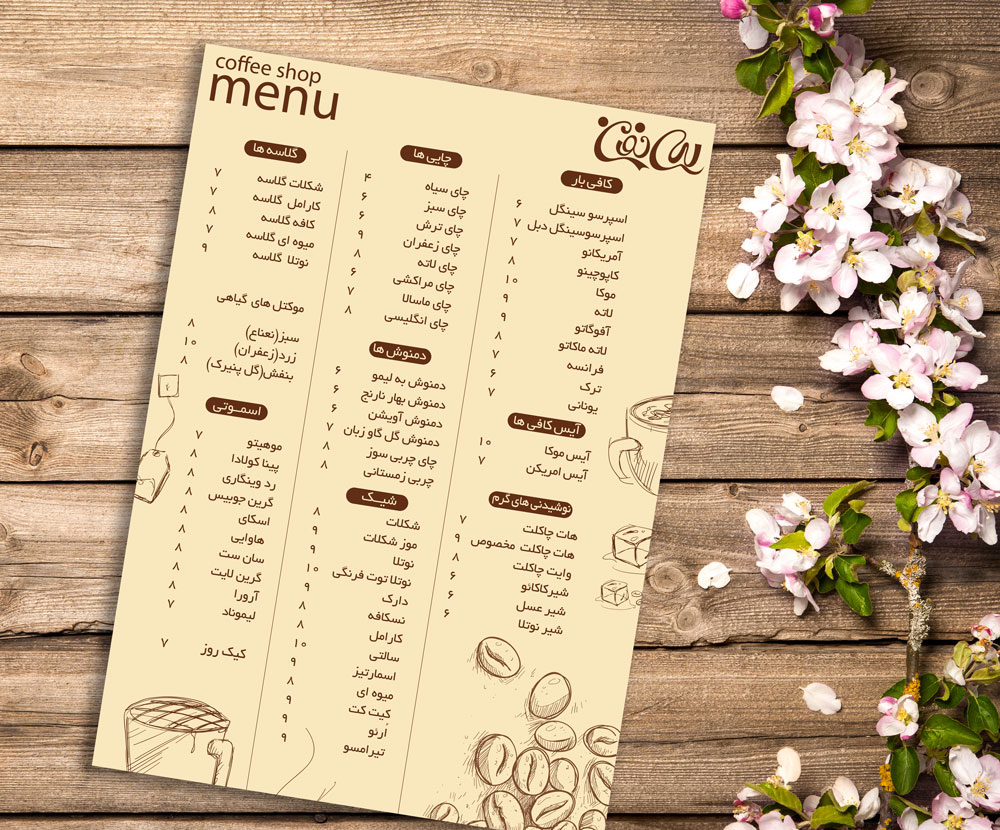 coffee shop
menu
کافی بار
اسپرسو سینگل ۶
اسپرسوسینگل دبل ۷
آمریکانو ۷
کاپوچینو ۸
موکا ۱۰
لاته ۹
آفوگاتو ۹
لاته ماکاتو ۸
فرانسه ۷
ترک ۶
یونانی ۷
آیس کافی ها
آیس موکا ۱۰
آیس امریکن ۷
نوشیدنی های گرم
هات چاکلت ۷
هات چاکلت مخصوص ۹
وایت چاکلت ۸
شیرکاکائو ۶
شیر عسل ۶
شیر نوتلا ۶
چایی ها
چای سیاه ۴
چای سبز ۶
چای ترش ۶
چای زعفران ۹
چای لاته ۸
چای مراکشی ۶
چای ماسالا ۷
چای انگلیسی ۸
دمنوش ها
دمنوش به لیمو ۶
دمنوش بهار نارنج ۶
دمنوش آویشن ۶
دمنوش گل گاو زبان ۷
چای چربی سوز ۸
چربی زمستانی ۸
شیک
شکلات ۸
موز شکلات ۹
نوتلا ۹
نوتلا توت فرنگی ۱۰
دارک ۹
نسکافه ۹
کارامل ۸
سالتی ۱۰
اسمارتیز ۹
میوه ای ۸
کیت کت ۹
ارئو ۹
تیرامسو ۹
گلاسه ها
شکلات گلاسه ۷
کارامل گلاسه ۷
کافه گلاسه ۸
میوه ای گلاسه ۷
نوتلا گلاسه ۹
موکتل های گیاهی
سبز(نعناع) ۸
زرد(زعفران) ۱۰
بنفش(گل پنیرک) ۸
اسموتی
موهیتو ۷
پینا کولادا ۸
رد وینگاری ۸
گرین جوبیس ۸
اسکای ۸
هاوایی ۸
سان ست ۸
گرین لایت ۸
آرورا ۸
لیموناد ۷
کیک روز ۷